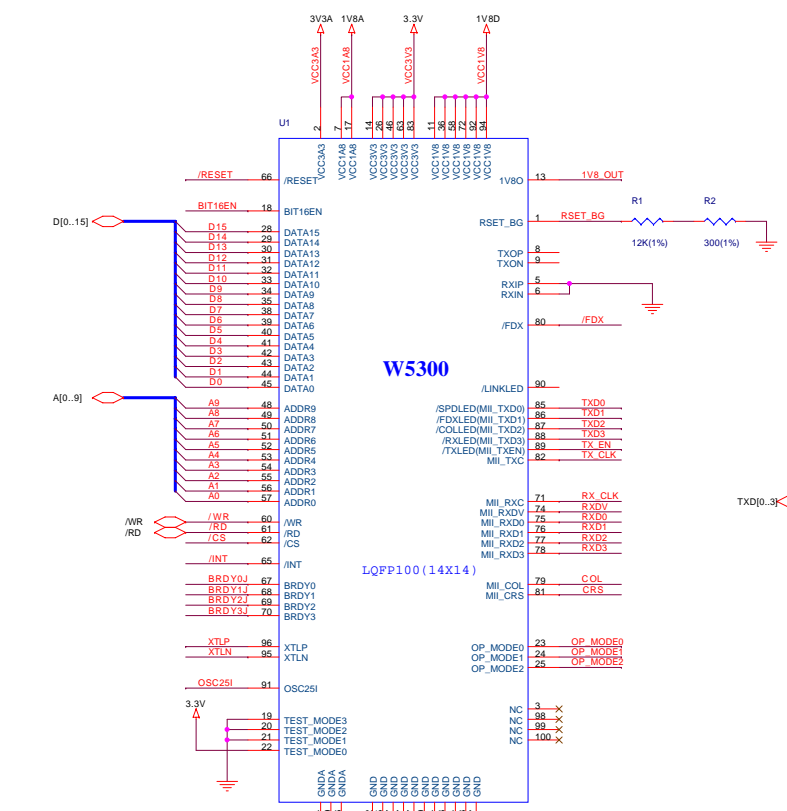 3V3A 1V8A 3.3V 1V8D
VCC3A3 VCC1A8 VCC3V3 VCC1V8
U1
2 7 17 14 26 46 63 83 11 36 58 72 92 94
VCC3A3 VCC1A8 VCC1A8 VCC3V3 VCC3V3 VCC3V3 VCC3V3 VCC3V3 VCC1V8 VCC1V8 VCC1V8 VCC1V8 VCC1V8 VCC1V8
/RESET 66 /RESET
1V8O 13 1V8_OUT
BIT16EN 18 BIT16EN
RSET_BG 1 RSET_BG
R1 R2
12K(1%) 300(1%)
D[0..15]
D15 28 DATA15
D14 29 DATA14
D13 30 DATA13
D12 31 DATA12
D11 32 DATA11
D10 33 DATA10
D9 34 DATA9
D8 35 DATA8
D7 38 DATA7
D6 39 DATA6
D5 40 DATA5
D4 41 DATA4
D3 42 DATA3
D2 43 DATA2
D1 44 DATA1
D0 45 DATA0
TXOP 8
TXON 9
RXIP 5
RXIN 6
/FDX 80 /FDX
W5300
/LINKLED 90
A[0..9]
A9 48 ADDR9
A8 49 ADDR8
A7 50 ADDR7
A6 51 ADDR6
A5 52 ADDR5
A4 53 ADDR4
A3 54 ADDR3
A2 55 ADDR2
A1 56 ADDR1
A0 57 ADDR0
/SPDLED(MII_TXD0) 85 TXD0
/FDXLED(MII_TXD1) 86 TXD1
/COLLED(MII_TXD2) 87 TXD2
/RXLED(MII_TXD3) 88 TXD3
/TXLED(MII_TXEN) 89 TX_EN
MII_TXC 82 TX_CLK
MII_RXC 71 RX_CLK
MII_RXDV 74 RXDV
MII_RXD0 75 RXD0
MII_RXD1 76 RXD1
MII_RXD2 77 RXD2
MII_RXD3 78 RXD3
TXD[0..3]
/WR /WR 60 /WR
/RD /RD 61 /RD
/CS 62 /CS
/INT 65 /INT
LQFP100(14X14)
BRDY0J 67 BRDY0
BRDY1J 68 BRDY1
BRDY2J 69 BRDY2
BRDY3J 70 BRDY3
MII_COL 79 COL
MII_CRS 81 CRS
XTLP 96 XTLP
XTLN 95 XTLN
OP_MODE0 23 OP_MODE0
OP_MODE1 24 OP_MODE1
OP_MODE2 25 OP_MODE2
OSC25I 91 OSC25I
3.3V
19 TEST_MODE3
20 TEST_MODE2
21 TEST_MODE1
22 TEST_MODE0
NC 3
NC 98
NC 99
NC 100
GNDA GNDA GNDA GND GND GND GND GND GND GND GND GND GND GND